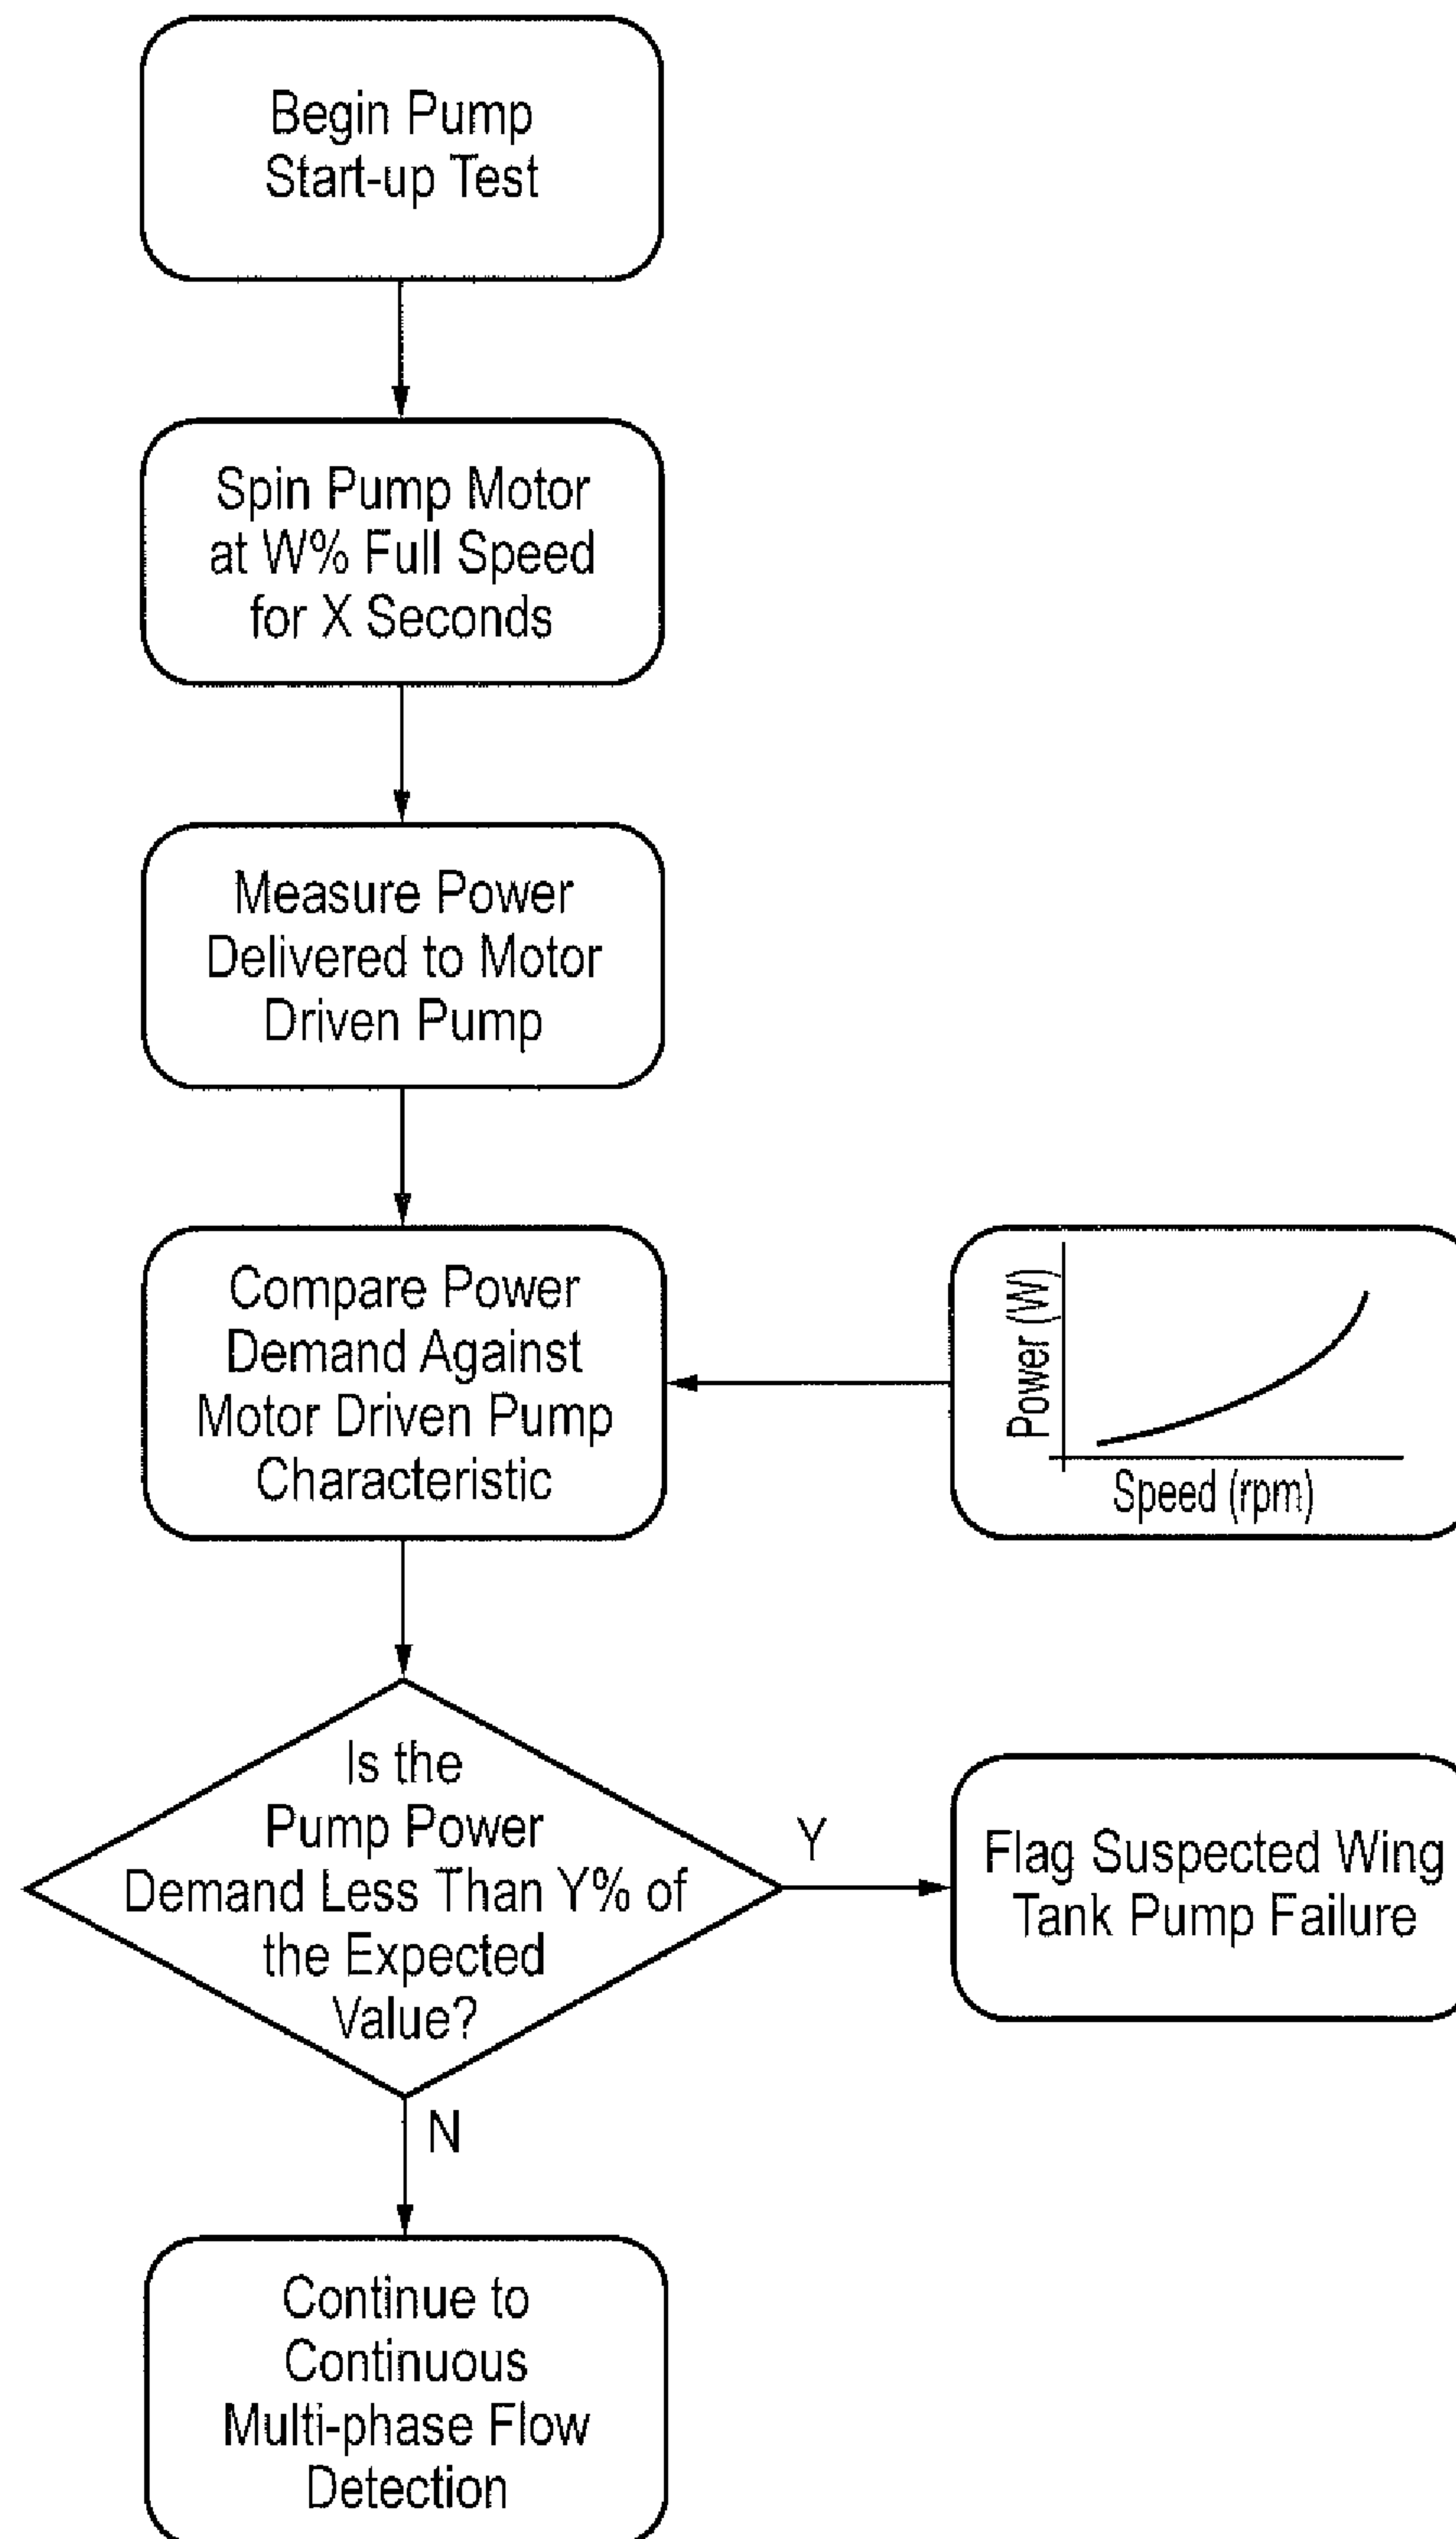 Begin Pump
Start-up Test
Spin Pump Motor
at W% Full Speed
for X Seconds
Measure Power
Delivered to Motor
Driven Pump
Compare Power
Demand Against
Motor Driven Pump
Characteristic
Power (W)
Speed (rpm)
Is the
Pump Power
Demand Less Than Y% of
the Expected
Value?
Y
Flag Suspected Wing
Tank Pump Failure
N
Continue to
Continuous
Multi-phase Flow
Detection